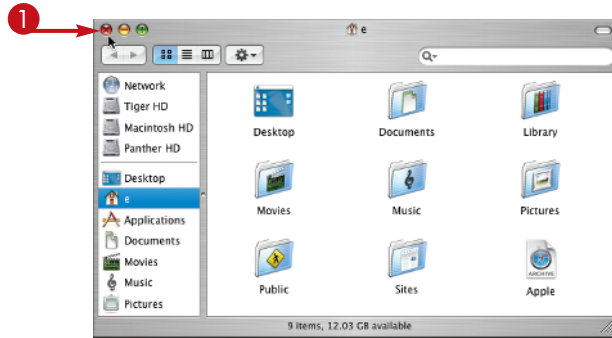 1
e
Network
Tiger HD
Macintosh HD
Panther HD
Desktop
e
Applications
Documents
Movies
Music
Pictures
Desktop
Documents
Library
Movies
Music
Pictures
Public
Sites
ARCHIVE
Apple
9 items, 12.03 GB available